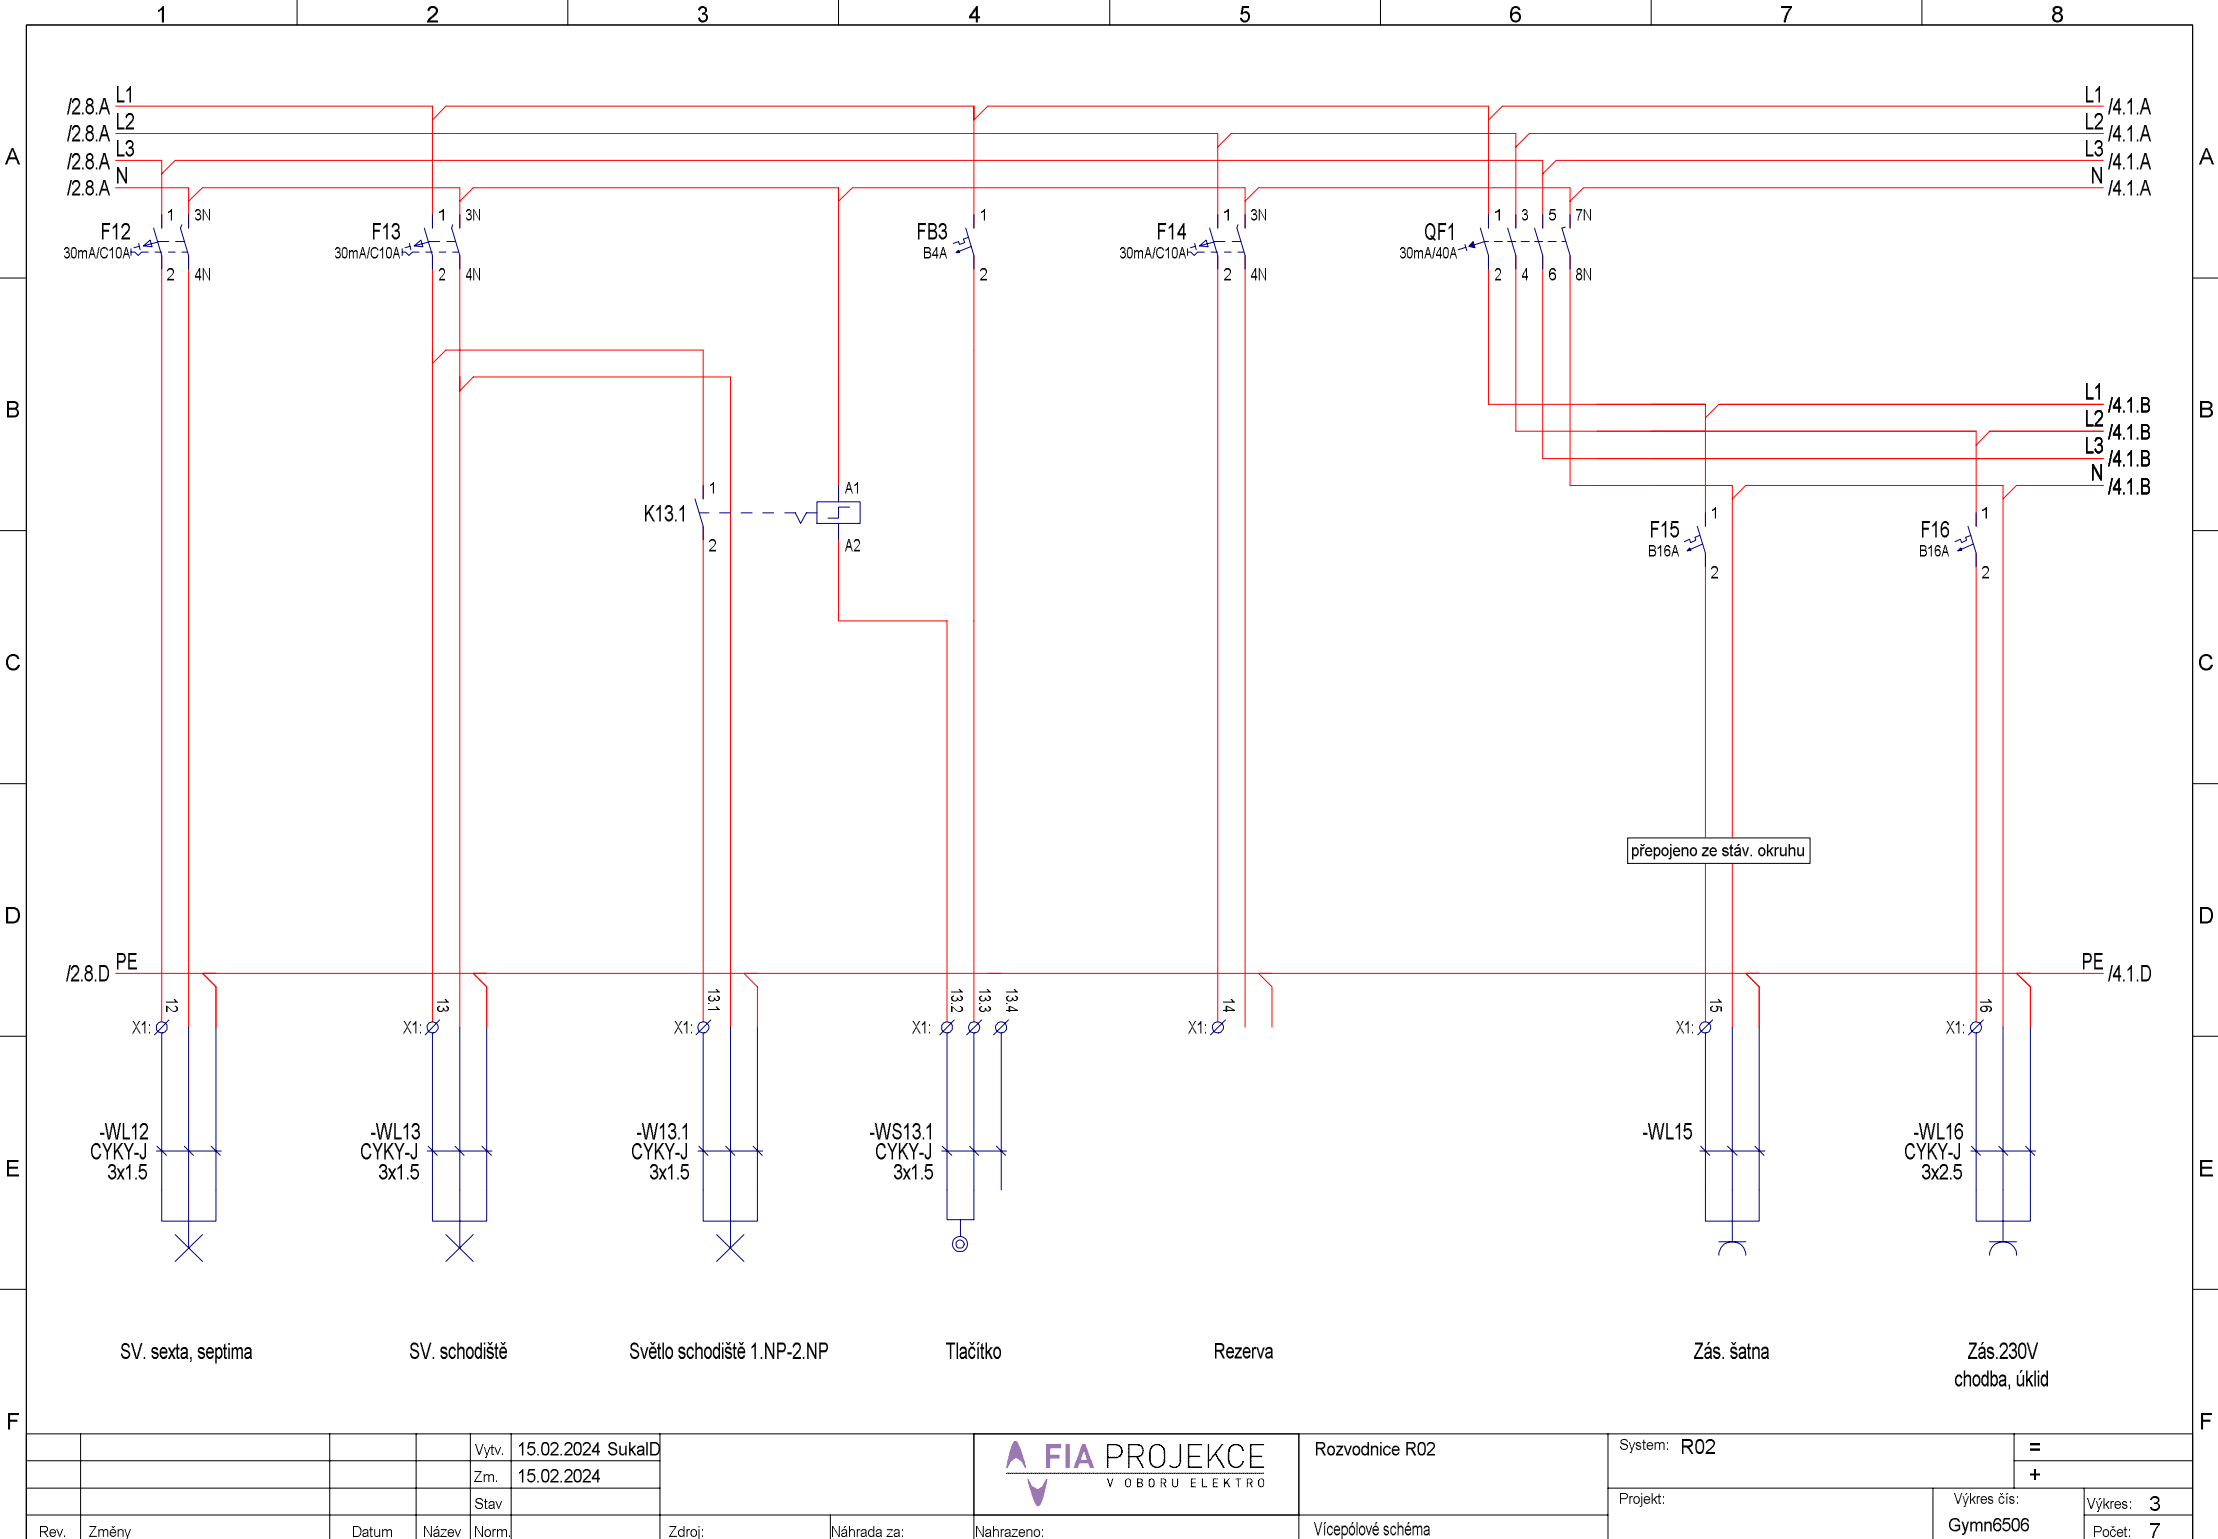 1 2 3 4 5 6 7 8
L1 L1
/2.8.A /4.1.A
L2 L2
/2.8.A /4.1.A
A L3 L3 A
/2.8.A /4.1.A
N N
/2.8.A /4.1.A
1 3N 1 3N 1 1 3N 1 3 5 7N
F12 F13 FB3 F14 QF1
30mA/C10A 30mA/C10A B4A 30mA/C10A 30mA/40A
2 4N 2 4N 2 2 4N 2 4 6 8N
L1
B /4.1.B B
L2
/4.1.B
L3
/4.1.B
N
/4.1.B
1 A1
K13.1
2 A2
1 1
F15 F16
B16A B16A
2 2
C C
přepojeno ze stáv. okruhu
D D
PE PE
/2.8.D /4.1.D
12 13 13.1 13.2 13.3 13.4 14 15 16
X1: X1: X1: X1: X1: X1: X1:
-WL12 -WL13 -W13.1 -WS13.1 -WL15 -WL16
CYKY-J CYKY-J CYKY-J CYKY-J CYKY-J
3x1.5 3x1.5 3x1.5 3x1.5 3x2.5
E E
SV. sexta, septima SV. schodiště Světlo schodiště 1.NP-2.NP Tlačítko Rezerva Zás. šatna Zás.230V
chodba, úklid
F F
Vytv. 15.02.2024 SukalD
Zm. 15.02.2024
Stav
Rev. Změny Datum Název Norm.
Zdroj: Náhrada za: Nahrazeno:
FIA PROJEKCE
V OBORU ELEKTRO
Rozvodnice R02
Vícepólové schéma
System: R02
=
+
Projekt:
Výkres čís:
Gymn6506
Výkres: 3
Počet: 7